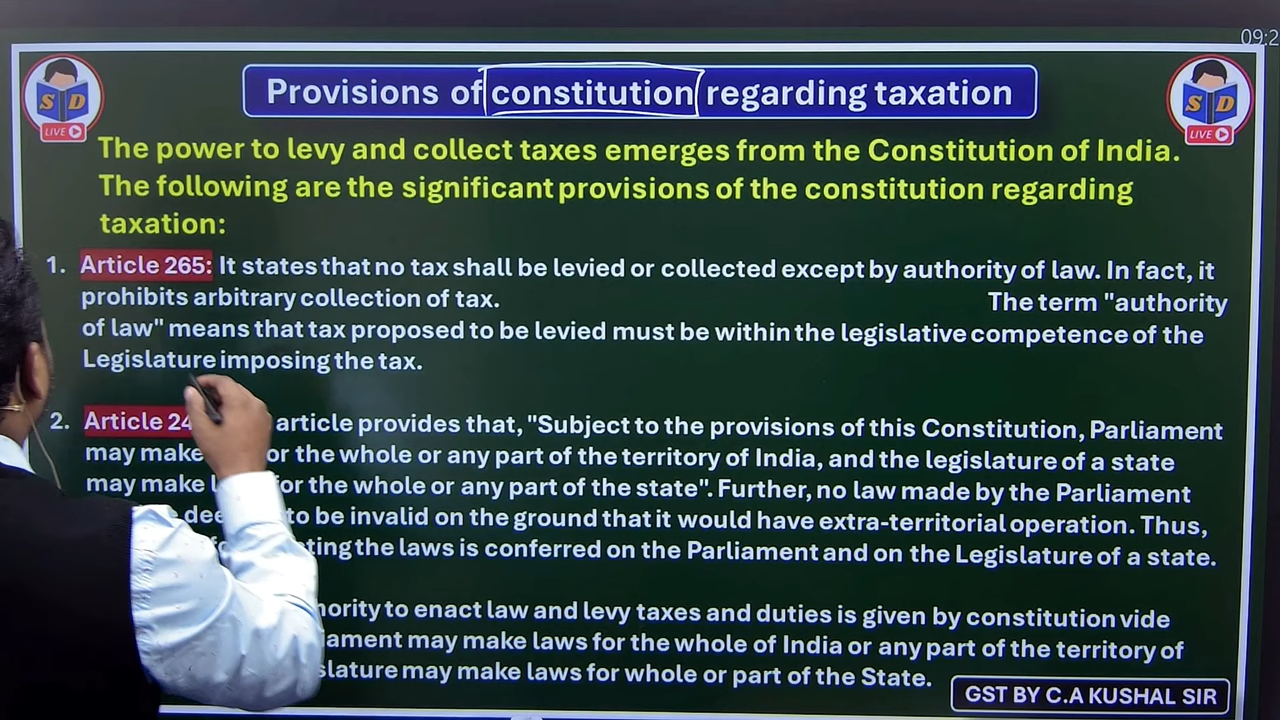 09:2
Provisions of constitution regarding taxation
S D
LIVE
S D
LIVE
The power to levy and collect taxes emerges from the Constitution of India.
The following are the significant provisions of the constitution regarding
taxation:
1. Article 265: It states that no tax shall be levied or collected except by authority of law. In fact, it
prohibits arbitrary collection of tax. The term "authority
of law" means that tax proposed to be levied must be within the legislative competence of the
Legislature imposing the tax.
2. Article 24 article provides that, "Subject to the provisions of this Constitution, Parliament
may make or the whole or any part of the territory of India, and the legislature of a state
may make for the whole or any part of the state". Further, no law made by the Parliament
to be invalid on the ground that it would have extra-territorial operation. Thus,
the laws is conferred on the Parliament and on the Legislature of a state.
to enact law and levy taxes and duties is given by constitution vide
may make laws for the whole of India or any part of the territory of
may make laws for whole or part of the State.
GST BY C.A KUSHAL SIR